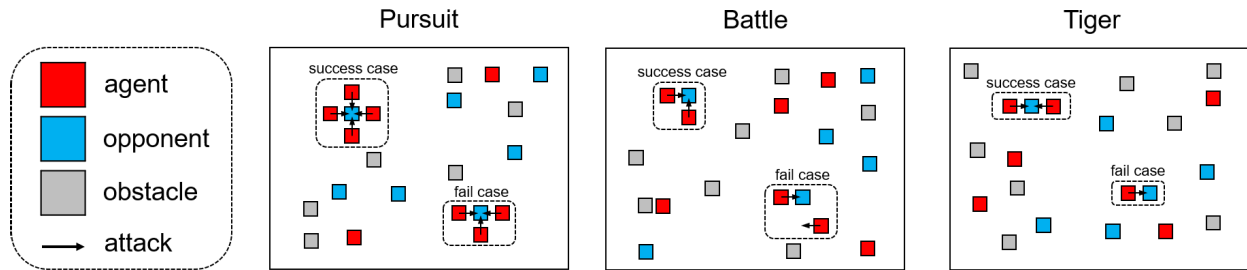 Pursuit
Battle
Tiger
agent
opponent
obstacle
attack
success case
fail case
success case
fail case
success case
fail case